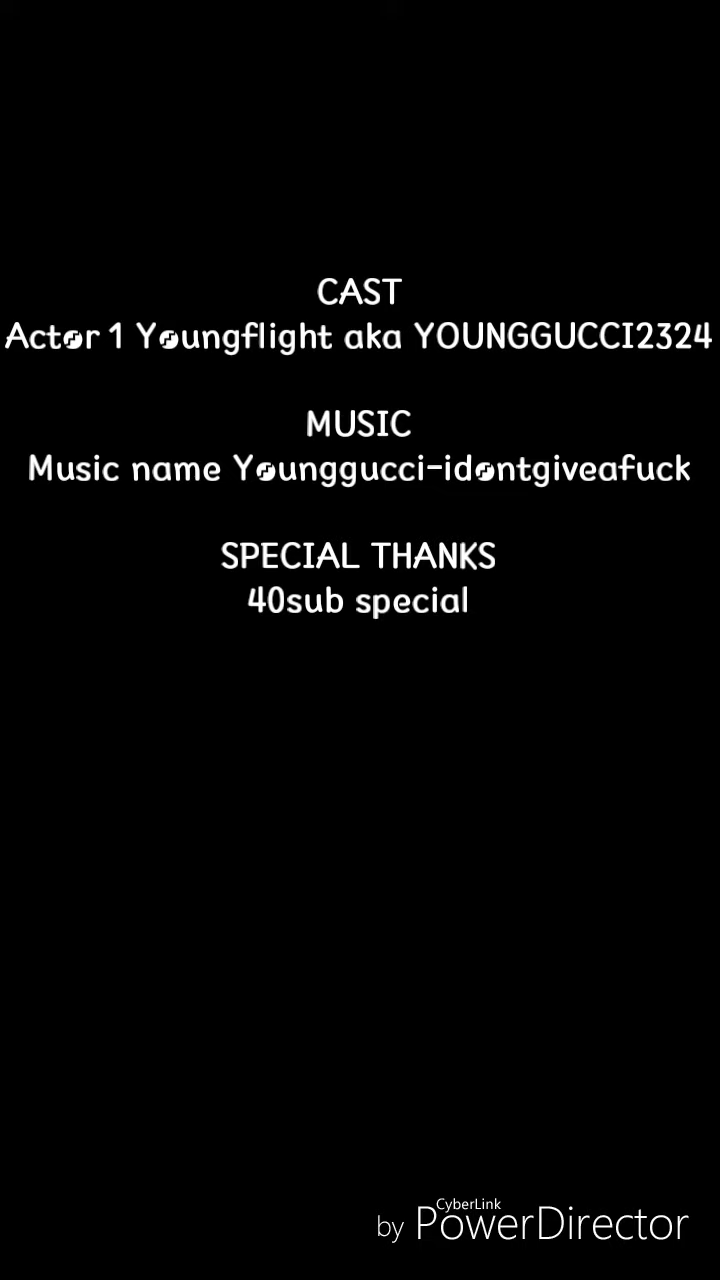 CAST
Actor 1 Youngflight aka YOUNGGUCCI2324
MUSIC
Music name Younggucci-idontgiveafuck
SPECIAL THANKS
40sub special
CyberLink
by PowerDirector